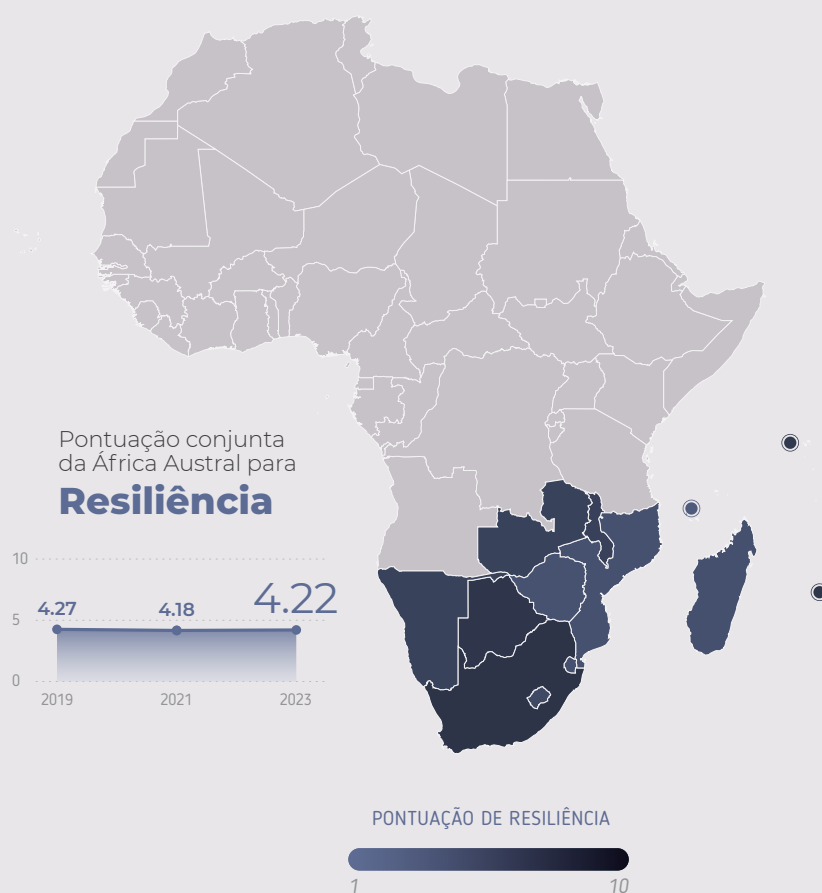 Pontuação conjunta
da África Austral para
Resiliência
10
5
0
4.27
4.18
4.22
2019
2021
2023
PONTUAÇÃO DE RESILIÊNCIA
1
10